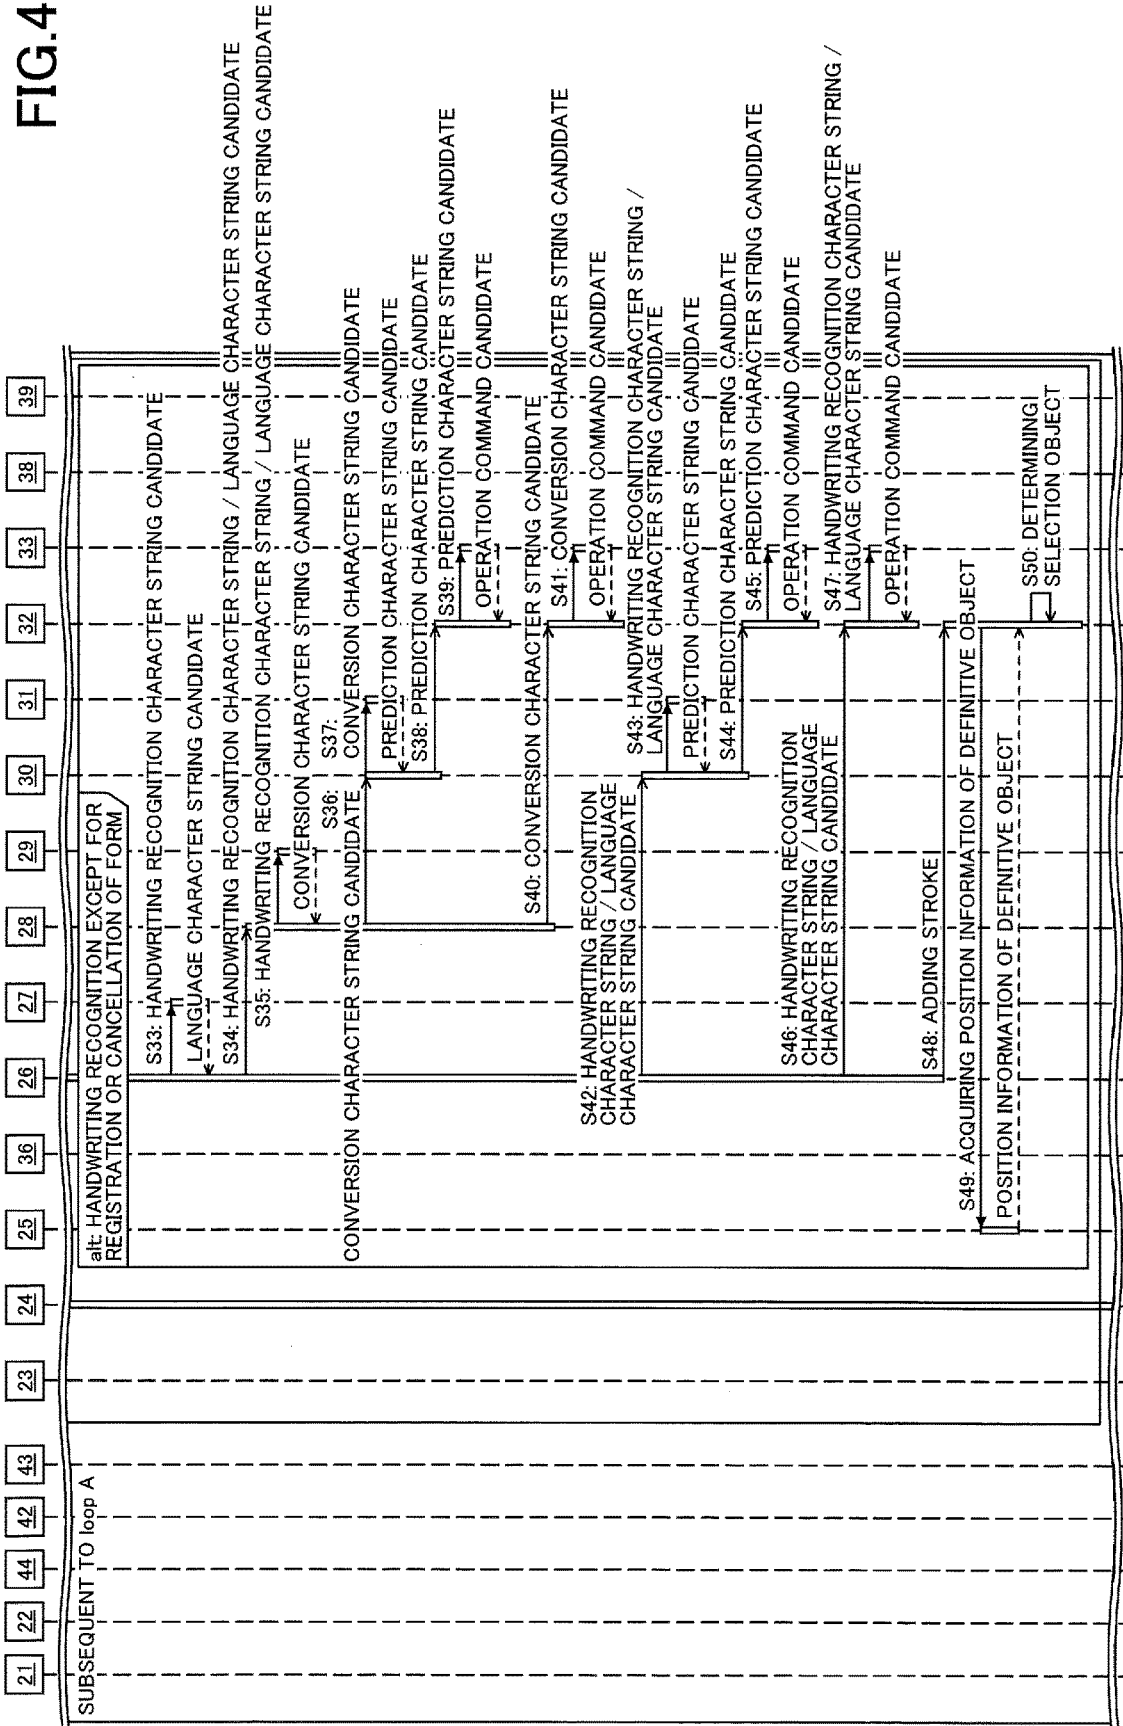 FIG.4
21
22
44
42
43
23
24
25
36
26
27
28
29
30
31
32
33
38
39
SUBSEQUENT TO loop A
alt: HANDWRITING RECOGNITION EXCEPT FOR
REGISTRATION OR CANCELLATION OF FORM
S33: HANDWRITING RECOGNITION CHARACTER STRING CANDIDATE
LANGUAGE CHARACTER STRING CANDIDATE
S34: HANDWRITING RECOGNITION CHARACTER STRING / LANGUAGE CHARACTER STRING CANDIDATE
S35: HANDWRITING RECOGNITION CHARACTER STRING / LANGUAGE CHARACTER STRING CANDIDATE
CONVERSION CHARACTER STRING CANDIDATE
S36:
CONVERSION CHARACTER STRING CANDIDATE
S37:
CONVERSION CHARACTER STRING CANDIDATE
PREDICTION CHARACTER STRING CANDIDATE
S38: PREDICTION CHARACTER STRING CANDIDATE
S39: PREDICTION CHARACTER STRING CANDIDATE
OPERATION COMMAND CANDIDATE
S40: CONVERSION CHARACTER STRING CANDIDATE
S41: CONVERSION CHARACTER STRING CANDIDATE
OPERATION COMMAND CANDIDATE
S42: HANDWRITING RECOGNITION
CHARACTER STRING / LANGUAGE
CHARACTER STRING CANDIDATE
S43: HANDWRITING RECOGNITION CHARACTER STRING /
LANGUAGE CHARACTER STRING CANDIDATE
PREDICTION CHARACTER STRING CANDIDATE
S44: PREDICTION CHARACTER STRING CANDIDATE
S45: PREDICTION CHARACTER STRING CANDIDATE
OPERATION COMMAND CANDIDATE
S46: HANDWRITING RECOGNITION
CHARACTER STRING / LANGUAGE
CHARACTER STRING CANDIDATE
S47: HANDWRITING RECOGNITION CHARACTER STRING /
LANGUAGE CHARACTER STRING CANDIDATE
OPERATION COMMAND CANDIDATE
S48: ADDING STROKE
S49: ACQUIRING POSITION INFORMATION OF DEFINITIVE OBJECT
POSITION INFORMATION OF DEFINITIVE OBJECT
S50: DETERMINING
SELECTION OBJECT